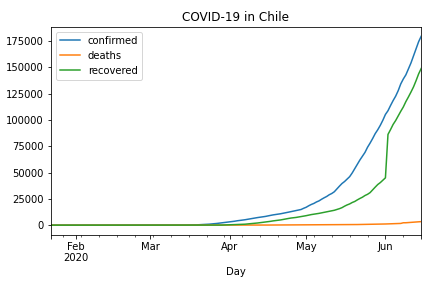 COVID-19 in Chile
confirmed
deaths
recovered
175000
150000
125000
100000
75000
50000
25000
0
Feb
2020
Mar
Apr
May
Jun
Day